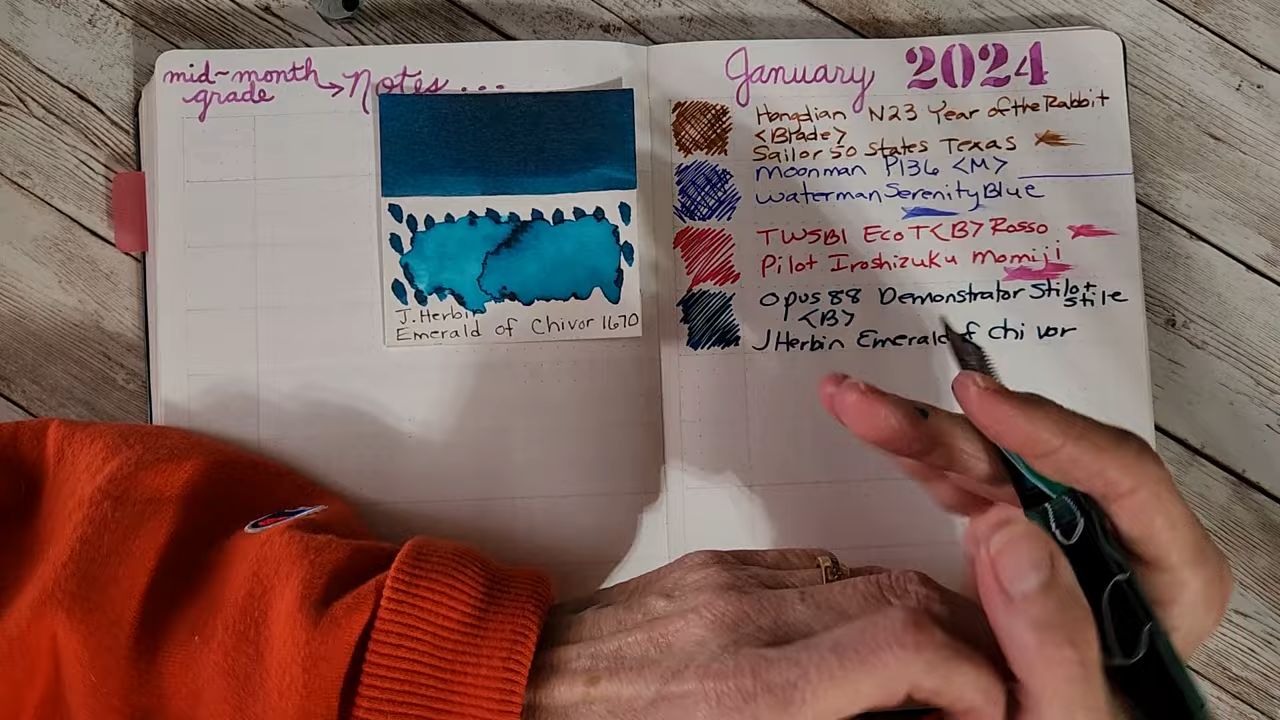 mid-month
grade → Notes...
J. Herbin
Emerald of Chivor 1670
January 2024
Hongdian N23 Year of the Rabbit
<Blade>
Sailor 50 states Texas
Moonman P136 <M>
Waterman Serenity Blue
TWSBI Eco T <B> Rosso
Pilot Iroshizuku momiji
Opus 88 Demonstrator Stilo +
stile
<B>
J Herbin Emerald of Chivor